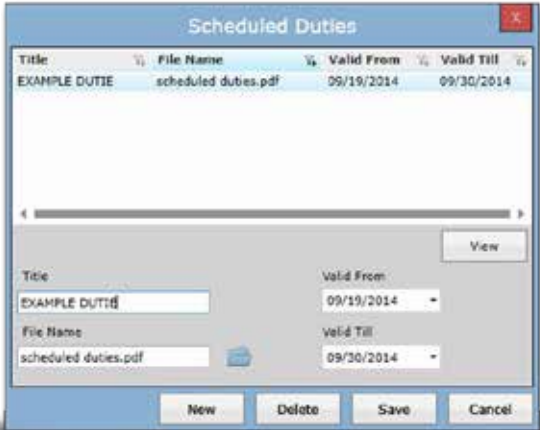 Scheduled Duties
X
Title File Name Valid From Valid Till
EXAMPLE DUTIE scheduled duties.pdf 09/19/2014 09/30/2014
View
Title Valid From
EXAMPLE DUTIE 09/19/2014
File Name Valid Till
scheduled duties.pdf 09/30/2014
New Delete Save Cancel